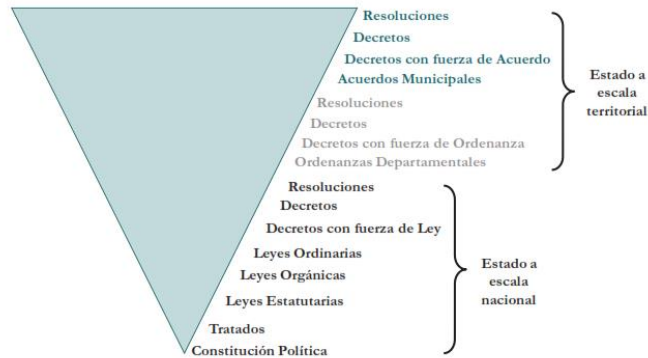 Resoluciones
Decretos
Decretos con fuerza de Acuerdo
Acuerdos Municipales
Resoluciones
Decretos
Decretos con fuerza de Ordenanza
Ordenanzas Departamentales
Estado a
escala
territorial
Resoluciones
Decretos
Decretos con fuerza de Ley
Leyes Ordinarias
Leyes Orgánicas
Leyes Estatutarias
Tratados
Constitución Política
Estado a
escala
nacional